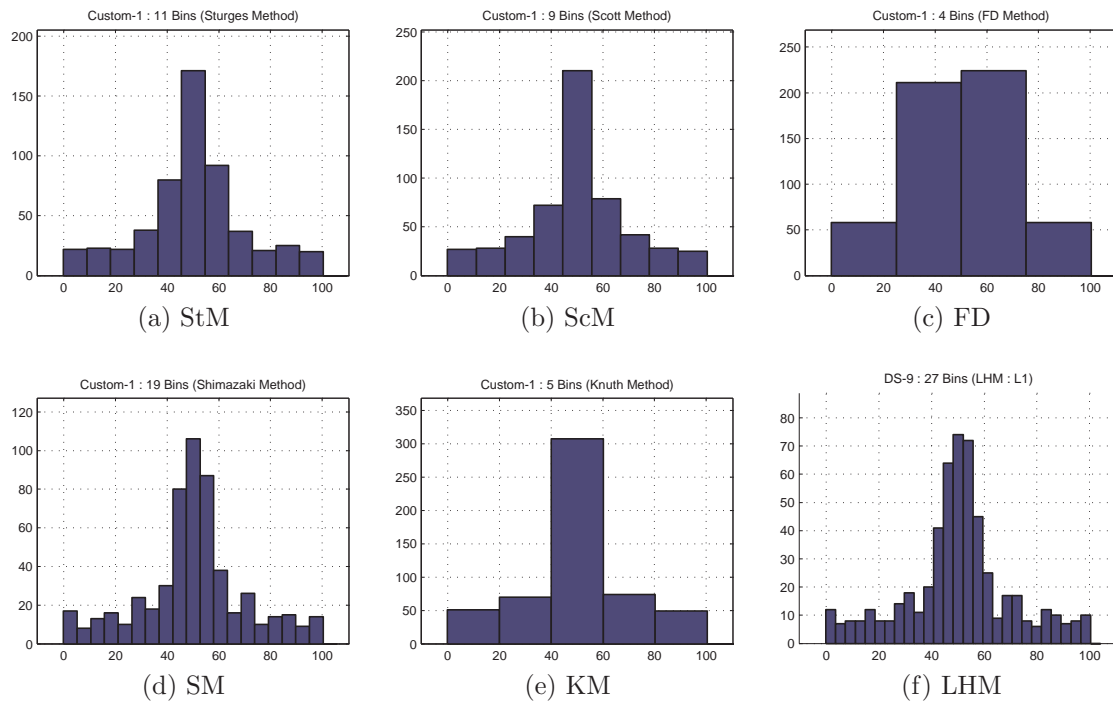 Custom-1 : 11 Bins (Sturges Method)
200
150
100
50
0
0 20 40 60 80 100
(a) StM
Custom-1 : 9 Bins (Scott Method)
250
200
150
100
50
0
0 20 40 60 80 100
(b) ScM
Custom-1 : 4 Bins (FD Method)
250
200
150
100
50
0
0 20 40 60 80 100
(c) FD
Custom-1 : 19 Bins (Shimazaki Method)
120
100
80
60
40
20
0
0 20 40 60 80 100
(d) SM
Custom-1 : 5 Bins (Knuth Method)
350
300
250
200
150
100
50
0
0 20 40 60 80 100
(e) KM
DS-9 : 27 Bins (LHM : L1)
80
70
60
50
40
30
20
10
0
0 20 40 60 80 100
(f) LHM